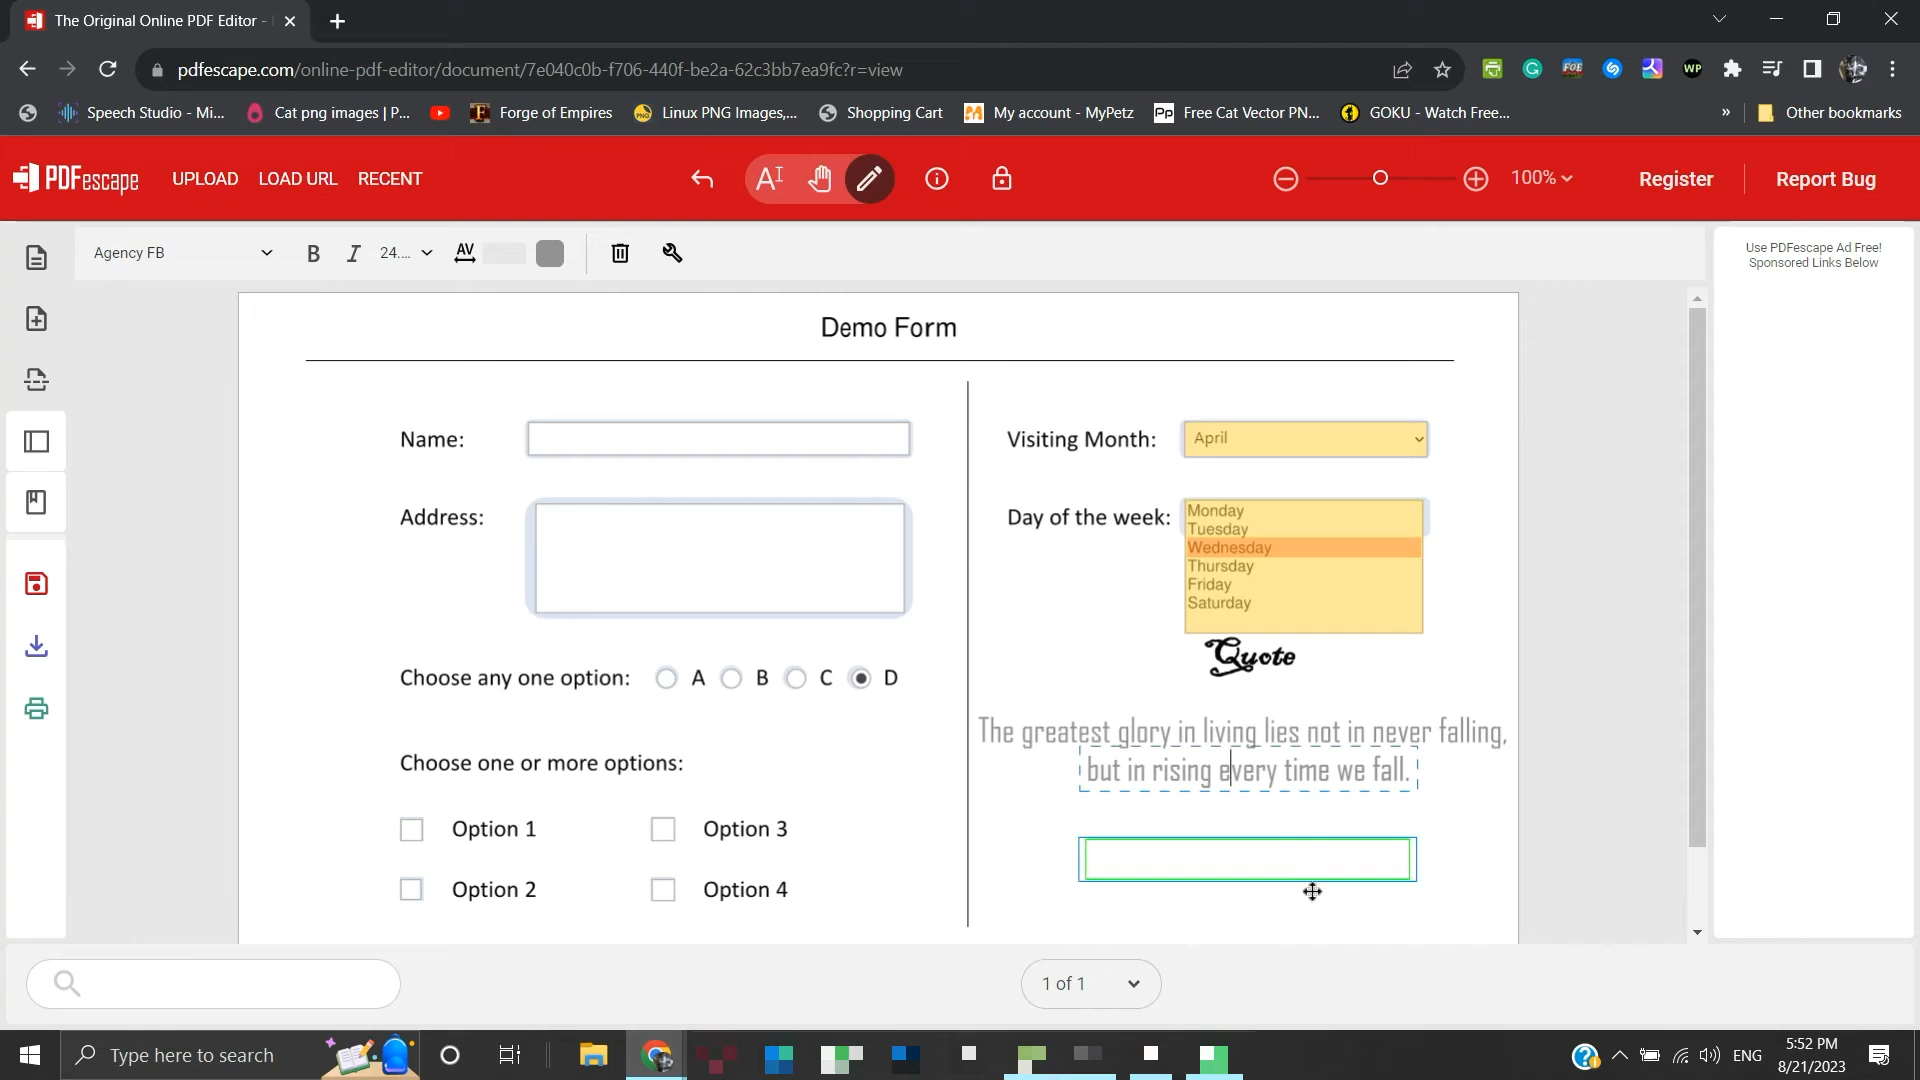 The Original Online PDF Editor -
pdfescape.com/online-pdf-editor/document/7e040c0b-f706-440f-be2a-62c3bb7ea9fc?r=view
FOE
WP
Speech Studio - Mi...
Cat png images | P...
Forge of Empires
Linux PNG Images,...
Shopping Cart
My account - MyPetz
Pp
Free Cat Vector PN...
GOKU - Watch Free...
»
Other bookmarks
PDFescape
UPLOAD
LOAD URL
RECENT
100%
Register
Report Bug
Agency FB
B
I
24....
AV
Use PDFescape Ad Free!
Sponsored Links Below
Demo Form
Name:
Visiting Month:
April
Address:
Day of the week:
Monday
Tuesday
Wednesday
Thursday
Friday
Saturday
Quote
Choose any one option:
A
B
C
D
The greatest glory in living lies not in never falling,
but in rising every time we fall.
Choose one or more options:
Option 1
Option 3
Option 2
Option 4
1 of 1
Type here to search
ENG
5:52 PM
8/21/2023